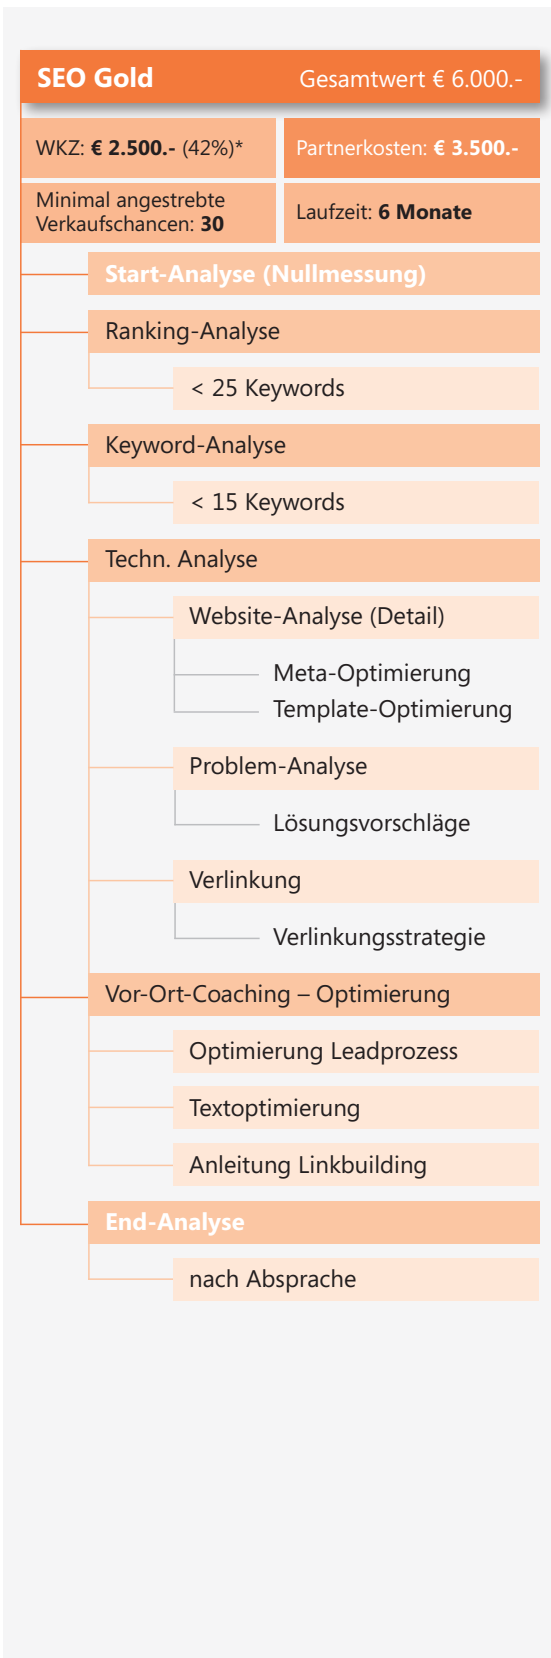 SEO Gold Gesamtwert € 6.000.-
WKZ: € 2.500.- (42%)*
Partnerkosten: € 3.500.-
Minimal angestrebte
Verkaufschancen: 30
Laufzeit: 6 Monate
Start-Analyse (Nullmessung)
Ranking-Analyse
< 25 Keywords
Keyword-Analyse
< 15 Keywords
Techn. Analyse
Website-Analyse (Detail)
Meta-Optimierung
Template-Optimierung
Problem-Analyse
Lösungsvorschläge
Verlinkung
Verlinkungsstrategie
Vor-Ort-Coaching – Optimierung
Optimierung Leadprozess
Textoptimierung
Anleitung Linkbuilding
End-Analyse
nach Absprache